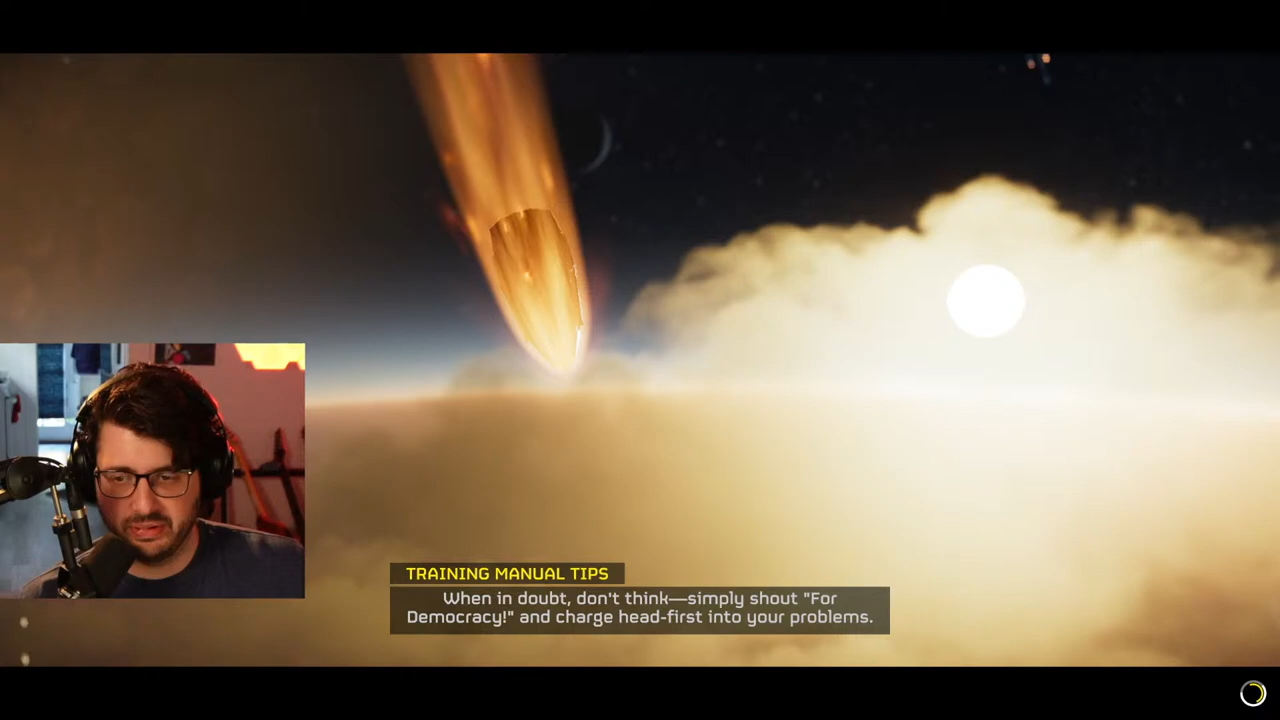 TRAINING MANUAL TIPS
When in doubt, don't think—simply shout "For
Democracy!" and charge head-first into your problems.